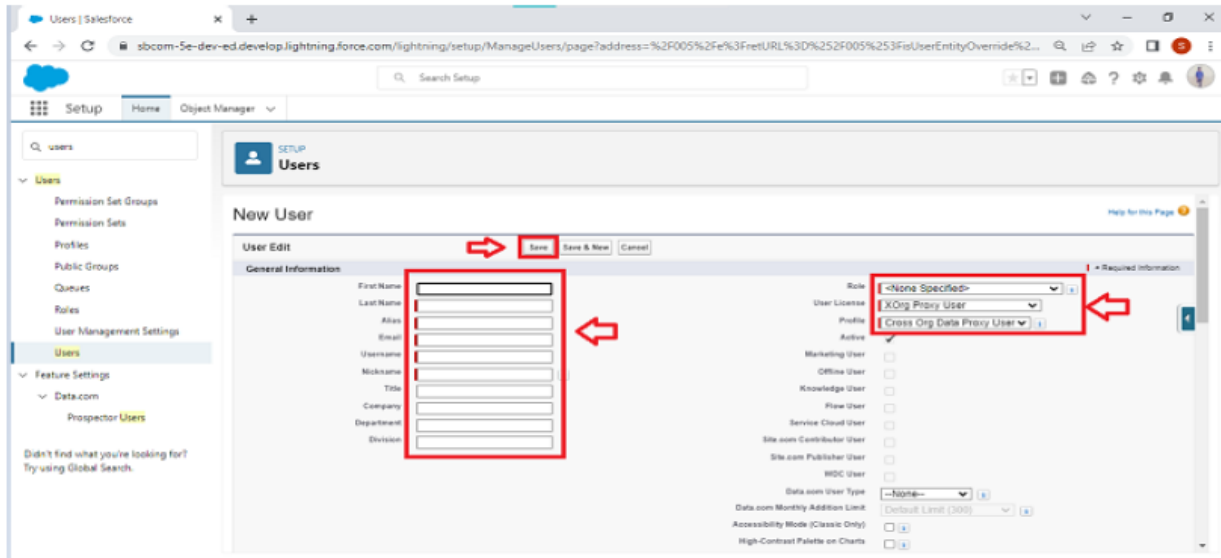 Users | Salesforce
sbcom-5e-dev-ed.develop.lightning.force.com/lightning/setup/ManageUsers/page?address=%2F005%2Fe%3FretURL%3D%252F005%253FisUserEntityOverride%2...
S
Search Setup
Setup Home Object Manager
users
SETUP
Users
Users
Permission Set Groups
Permission Sets
Profiles
Public Groups
Queues
Roles
User Management Settings
Users
Feature Settings
Data.com
Prospector Users
Didn't find what you're looking for?
Try using Global Search.
New User
Help for this Page
User Edit Save Save & New Cancel
General Information = Required Information
First Name
Last Name
Alias
Email
Username
Nickname
Title
Company
Department
Division
Role <None Specified> i
User License XOrg Proxy User
Profile Cross Org Data Proxy User i
Active
Marketing User
Offline User
Knowledge User
Flow User
Service Cloud User
Site.com Contributor User
Site.com Publisher User
WDC User
Data.com User Type --None-- i
Data.com Monthly Addition Limit Default Limit (300) i
Accessibility Mode (Classic Only) i
High-Contrast Palette on Charts i